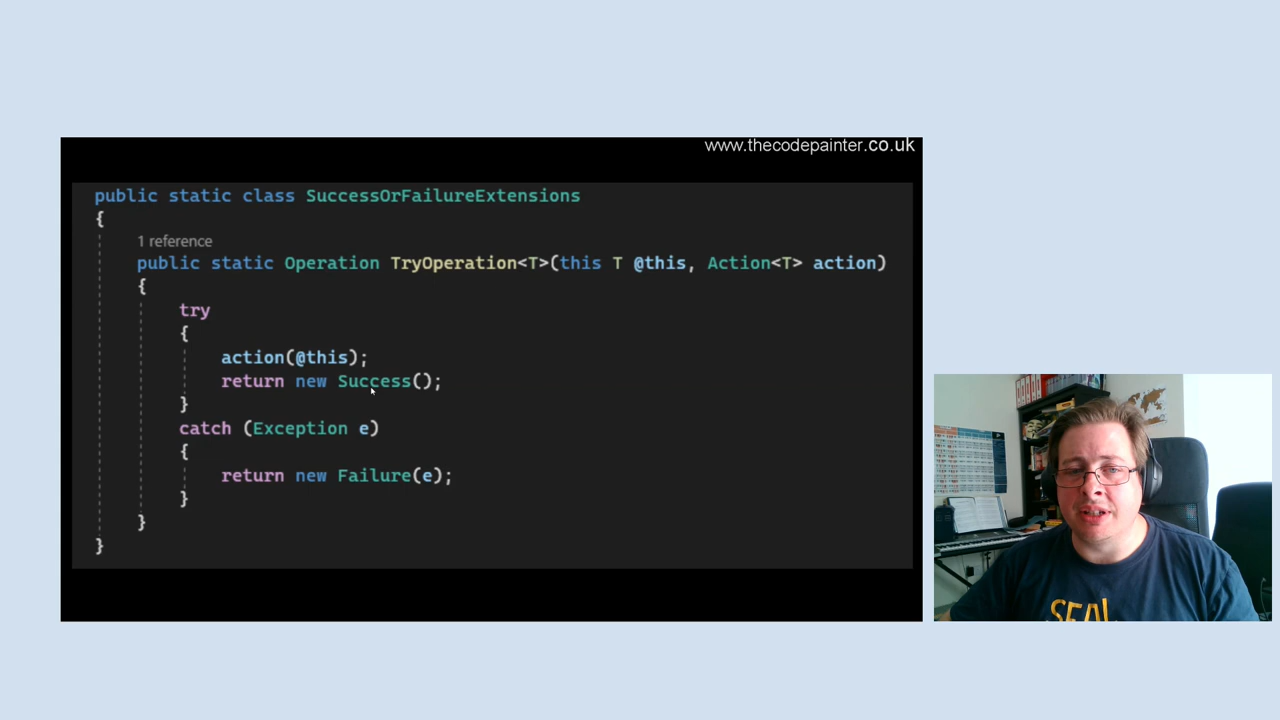 www.thecodepainter.co.uk
public static class SuccessOrFailureExtensions
{
1 reference
public static Operation TryOperation<T>(this T @this, Action<T> action)
{
try
{
action(@this);
return new Success();
}
catch (Exception e)
{
return new Failure(e);
}
}
}
SEAL